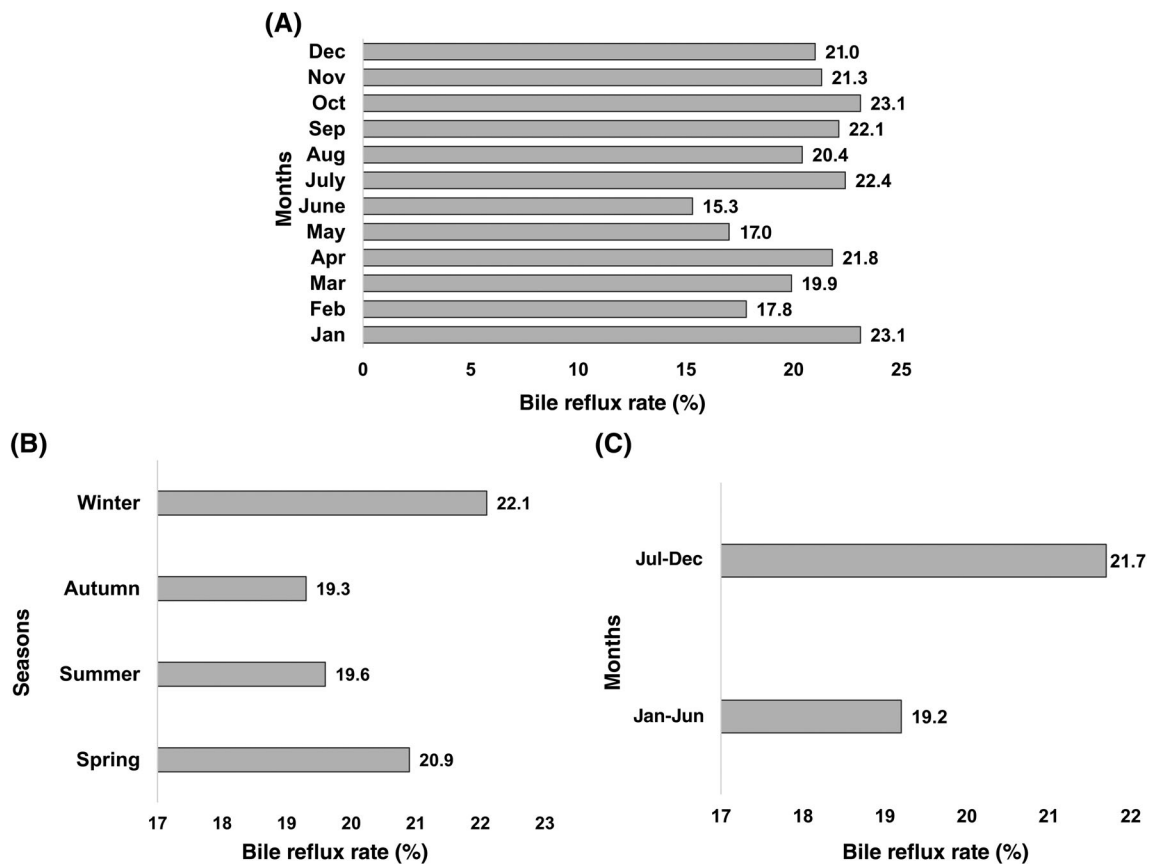 (A)
Months
Dec 21.0
Nov 21.3
Oct 23.1
Sep 22.1
Aug 20.4
July 22.4
June 15.3
May 17.0
Apr 21.8
Mar 19.9
Feb 17.8
Jan 23.1
0 5 10 15 20 25
Bile reflux rate (%)
(B)
Seasons
Winter 22.1
Autumn 19.3
Summer 19.6
Spring 20.9
17 18 19 20 21 22 23
Bile reflux rate (%)
(C)
Months
Jul-Dec 21.7
Jan-Jun 19.2
17 18 19 20 21 22
Bile reflux rate (%)